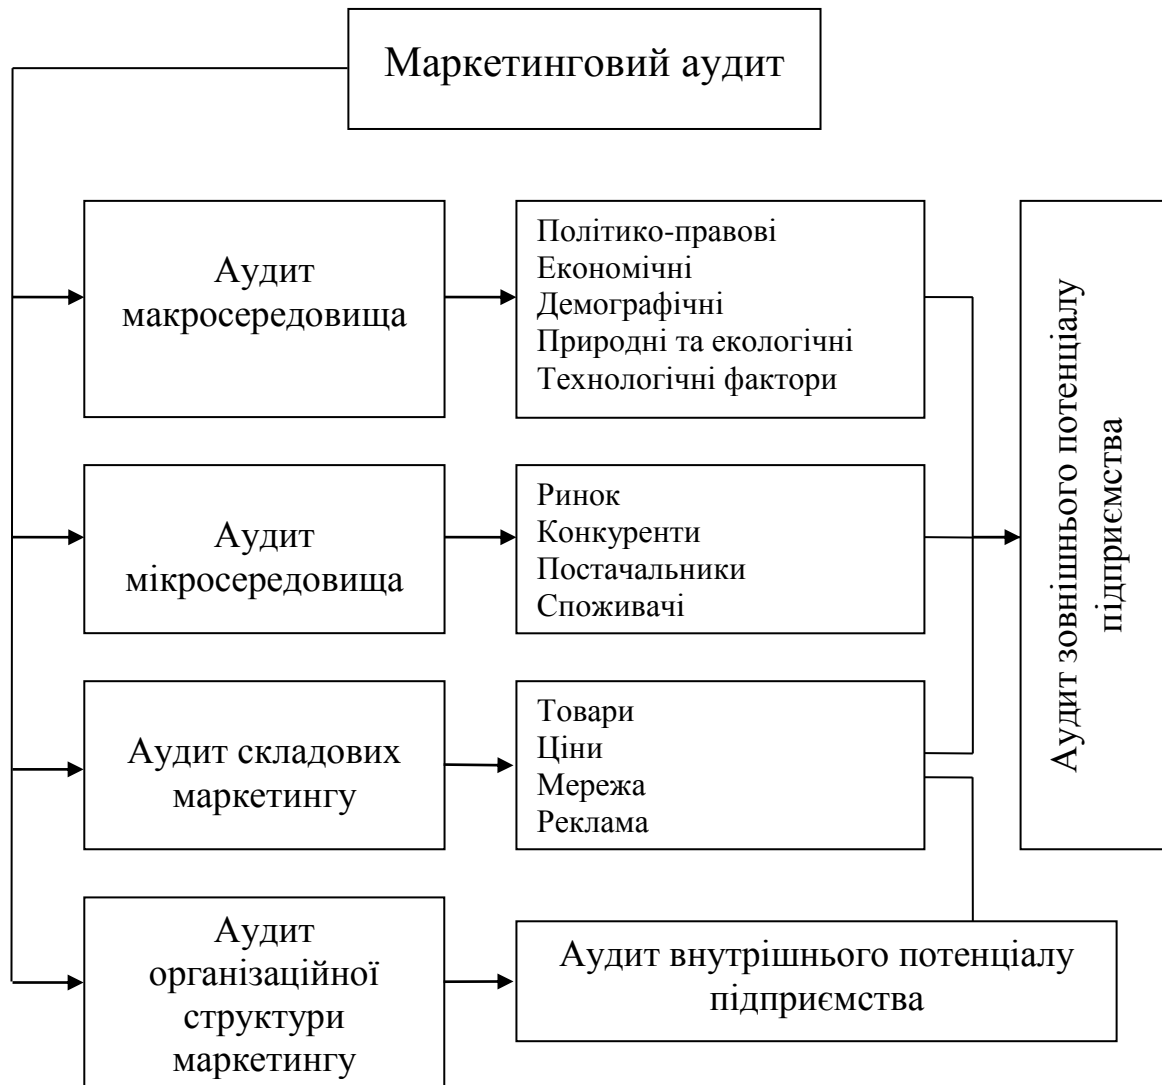 Маркетинговий аудит
Аудит
макросередовища
Політико-правові
Економічні
Демографічні
Природні та екологічні
Технологічні фактори
Аудит
мікросередовища
Ринок
Конкуренти
Постачальники
Споживачі
Аудит складових
маркетингу
Товари
Ціни
Мережа
Реклама
Аудит зовнішнього потенціалу
підприємства
Аудит
організаційної
структури
маркетингу
Аудит внутрішнього потенціалу
підприємства